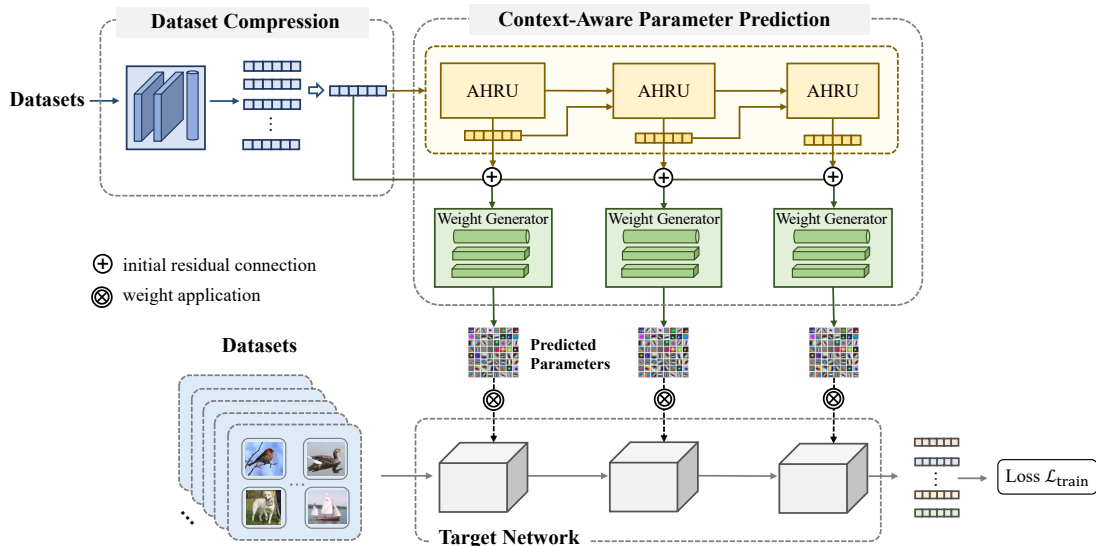 Dataset Compression
Context-Aware Parameter Prediction
Datasets
AHRU
AHRU
AHRU
Weight Generator
Weight Generator
Weight Generator
initial residual connection
weight application
Datasets
Predicted
Parameters
Loss ℒtrain
Target Network